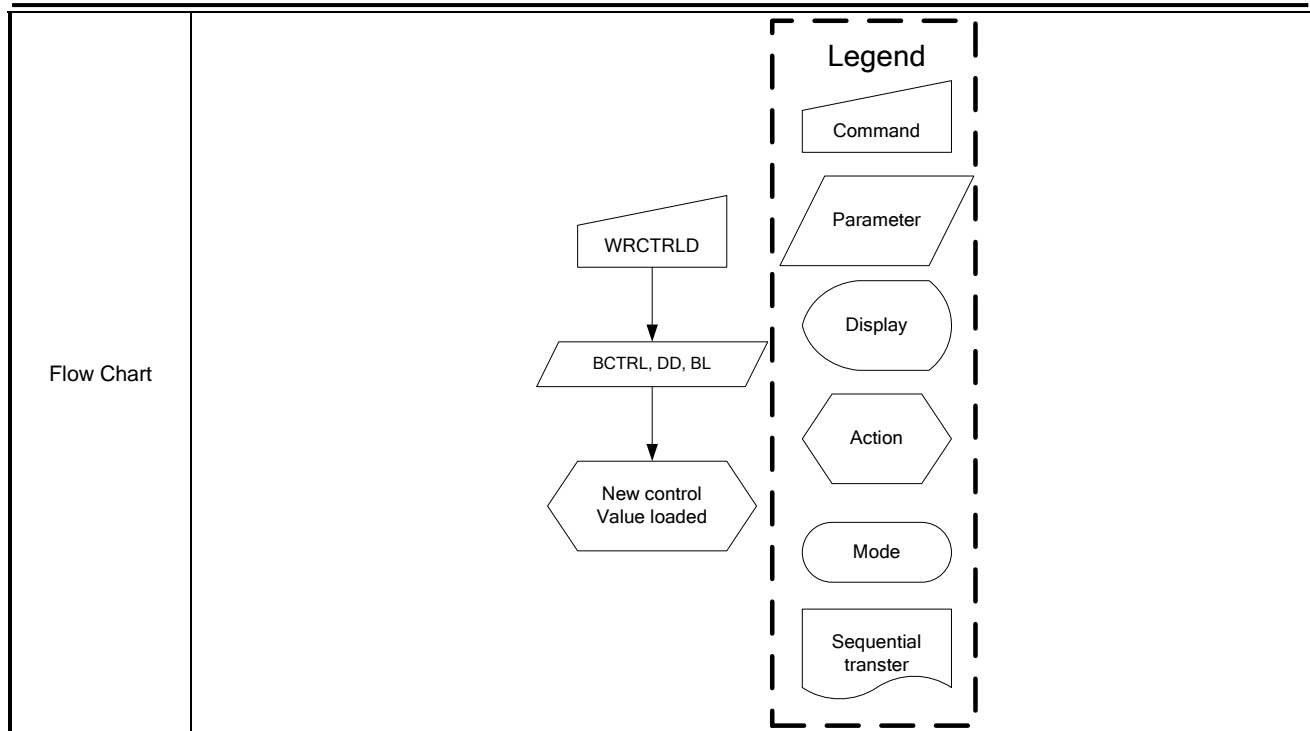 Flow Chart
WRCTRLD
BCTRL, DD, BL
New control
Value loaded
Legend
Command
Parameter
Display
Action
Mode
Sequential
transter